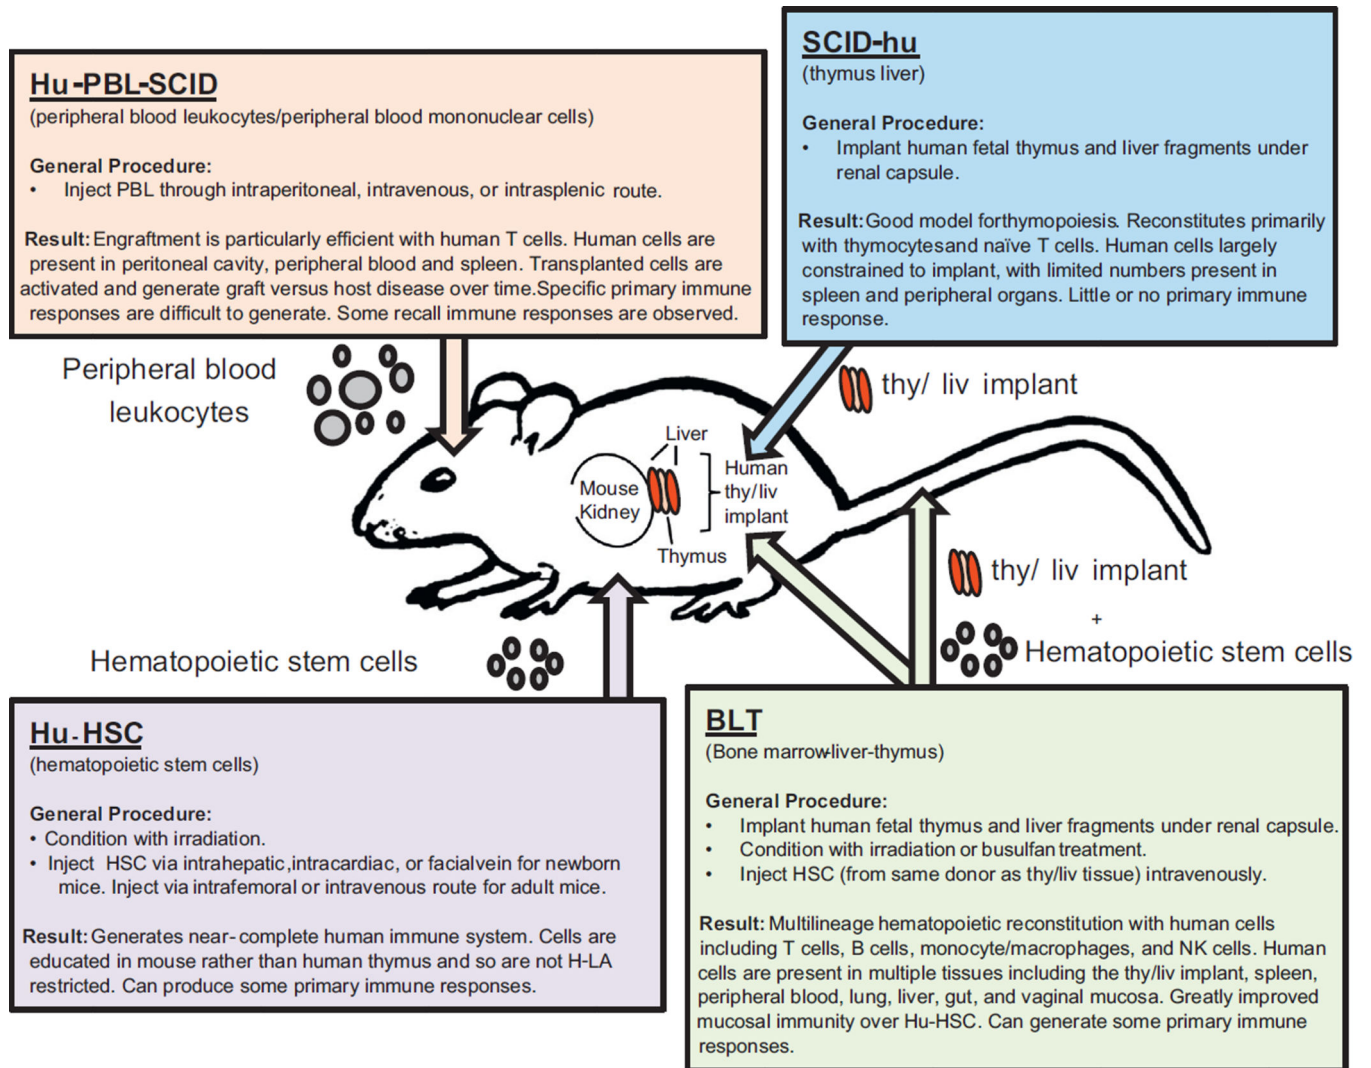 Hu-PBL-SCID
(peripheral blood leukocytes/peripheral blood mononuclear cells)
General Procedure:
• Inject PBL through intraperitoneal, intravenous, or intrasplenic route.
Result: Engraftment is particularly efficient with human T cells. Human cells are
present in peritoneal cavity, peripheral blood and spleen. Transplanted cells are
activated and generate graft versus host disease over time.Specific primary immune
responses are difficult to generate. Some recall immune responses are observed.
SCID-hu
(thymus liver)
General Procedure:
• Implant human fetal thymus and liver fragments under
renal capsule.
Result: Good model forthymopoiesis. Reconstitutes primarily
with thymocytesand naïve T cells. Human cells largely
constrained to implant, with limited numbers present in
spleen and peripheral organs. Little or no primary immune
response.
Peripheral blood
leukocytes
thy/ liv implant
Liver
Mouse
Kidney
Human
thy/liv
implant
Thymus
thy/ liv implant
+
Hematopoietic stem cells
Hematopoietic stem cells
Hu-HSC
(hematopoietic stem cells)
General Procedure:
• Condition with irradiation.
• Inject HSC via intrahepatic,intracardiac, or facialvein for newborn
mice. Inject via intrafemoral or intravenous route for adult mice.
Result: Generates near-complete human immune system. Cells are
educated in mouse rather than human thymus and so are not H-LA
restricted. Can produce some primary immune responses.
BLT
(Bone marrow-liver-thymus)
General Procedure:
• Implant human fetal thymus and liver fragments under renal capsule.
• Condition with irradiation or busulfan treatment.
• Inject HSC (from same donor as thy/liv tissue) intravenously.
Result: Multilineage hematopoietic reconstitution with human cells
including T cells, B cells, monocyte/macrophages, and NK cells. Human
cells are present in multiple tissues including the thy/liv implant, spleen,
peripheral blood, lung, liver, gut, and vaginal mucosa. Greatly improved
mucosal immunity over Hu-HSC. Can generate some primary immune
responses.